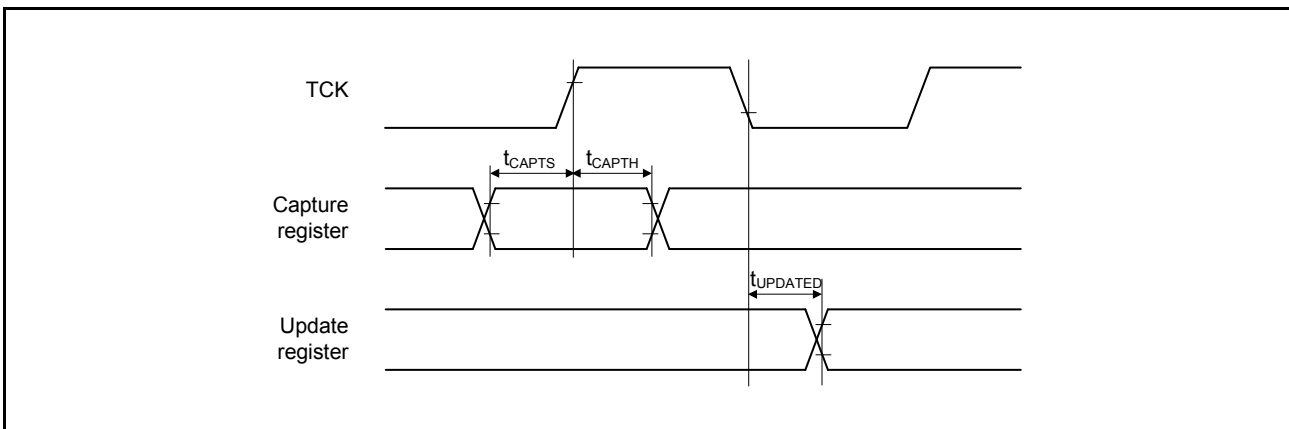 TCK
tCAPTS
tCAPTH
Capture
register
tUPDATED
Update
register